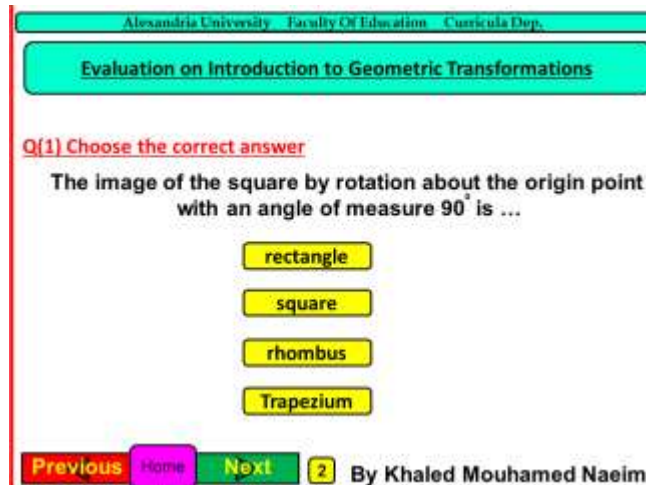 Alexandria University Faculty Of Education Curricula Dep.
Evaluation on Introduction to Geometric Transformations
Q(1) Choose the correct answer
The image of the square by rotation about the origin point
with an angle of measure 90° is ...
rectangle
square
rhombus
Trapezium
Previous Home Next 2 By Khaled Mouhamed Naeim